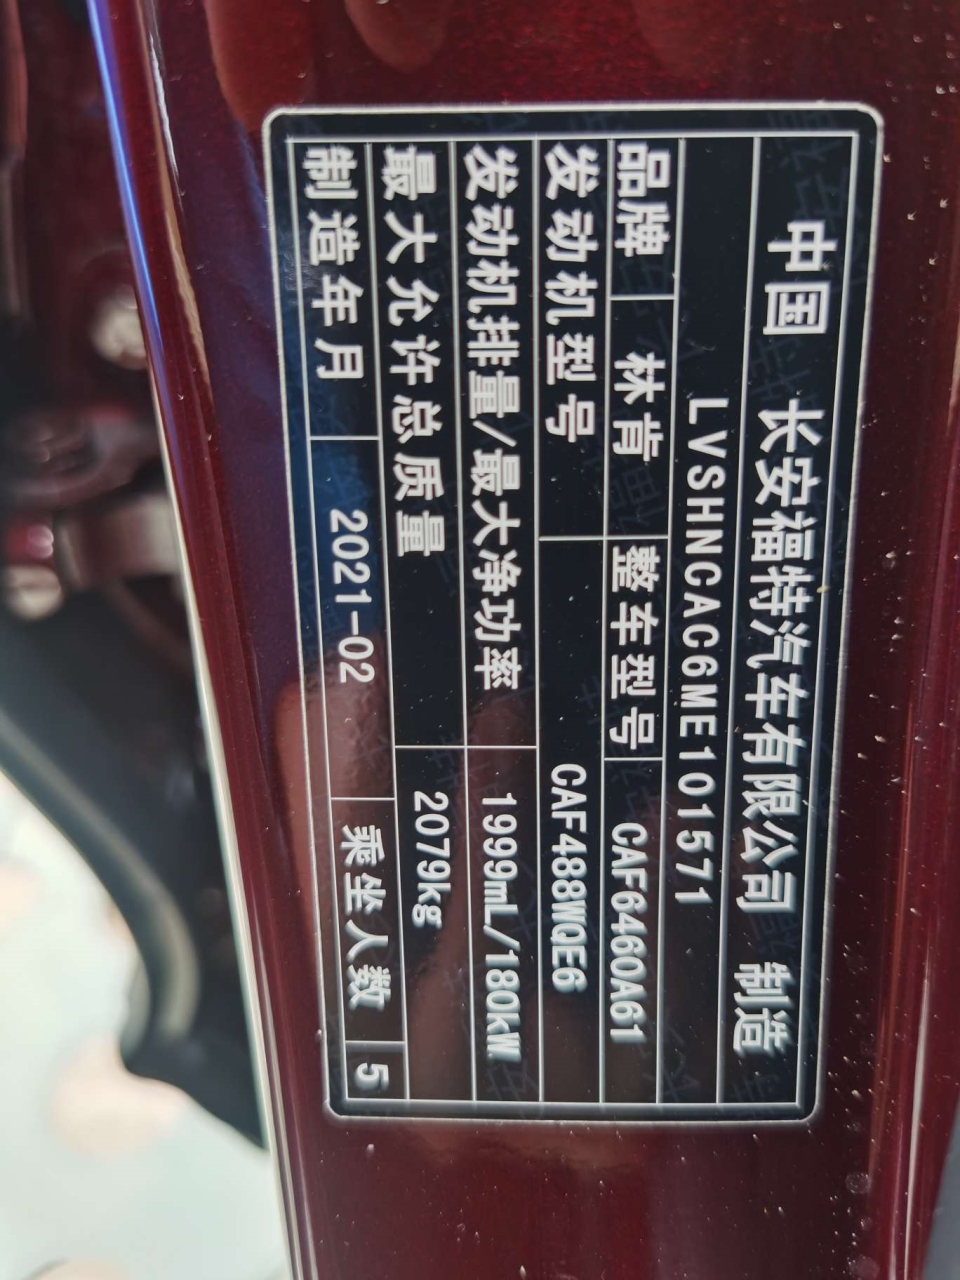 中国 长安福特汽车有限公司 制造
LVSHNCAC6ME101571
品牌 林肯 整车型号 CAF6460A61
发动机型号 CAF488WQE6
发动机排量/最大净功率 1999mL/180kW
最大允许总质量 2079kg
制造年月 2021-02 乘坐人数 5